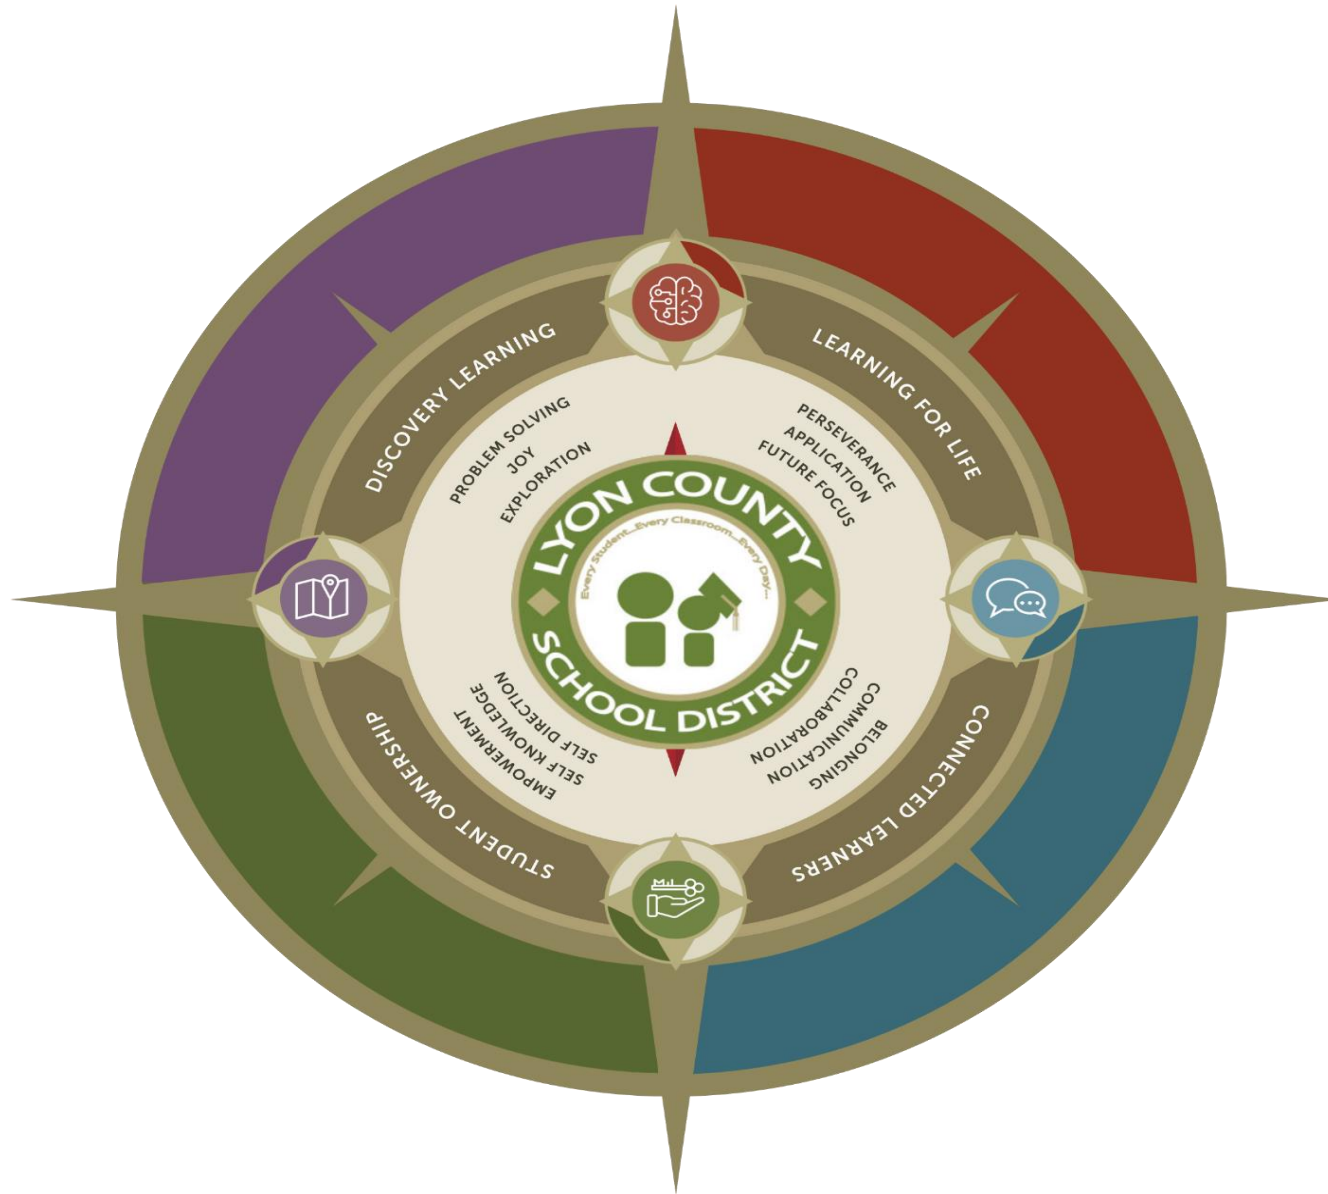 DISCOVERY LEARNING
PROBLEM SOLVING
JOY
EXPLORATION
LEARNING FOR LIFE
PERSEVERANCE
APPLICATION
FUTURE FOCUS
LYON COUNTY
Every Student...Every Classroom...Every Day....
SCHOOL DISTRICT
CONNECTED LEARNERS
BELONGING
COMMUNICATION
COLLABORATION
STUDENT OWNERSHIP
EMPOWERMENT
SELF KNOWLEDGE
SELF DIRECTION